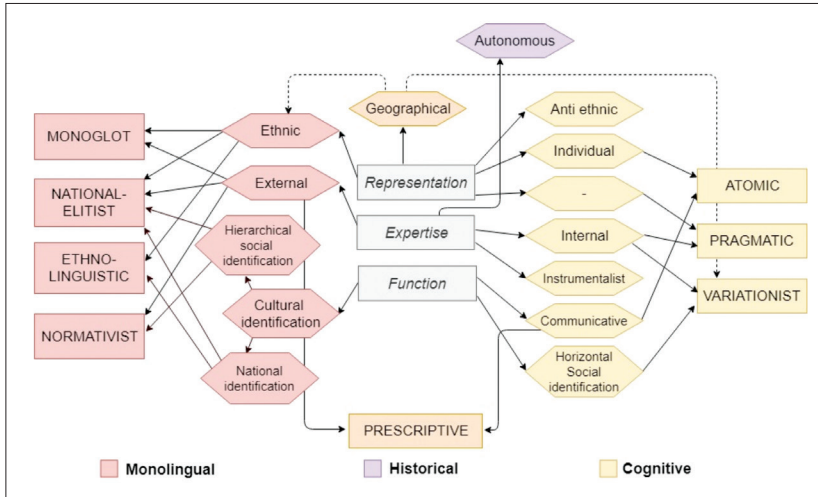 Autonomous
Geographical
Ethnic
Anti ethnic
MONOGLOT
Individual
External
Representation
ATOMIC
NATIONAL-
ELITIST
-
Hierarchical
social
identification
Expertise
Internal
PRAGMATIC
ETHNO-
LINGUISTIC
Function
Instrumentalist
VARIATIONIST
Cultural
identification
Communicative
NORMATIVIST
National
identification
Horizontal
Social
identification
PRESCRIPTIVE
Monolingual
Historical
Cognitive